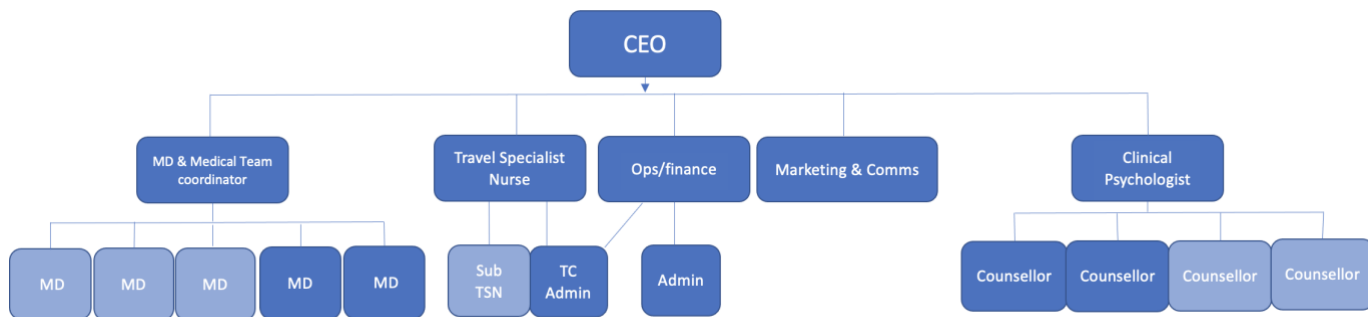 CEO
MD & Medical Team
coordinator
Travel Specialist
Nurse
Ops/finance
Marketing & Comms
Clinical
Psychologist
MD
MD
MD
MD
MD
Sub
TSN
TC
Admin
Admin
Counsellor
Counsellor
Counsellor
Counsellor